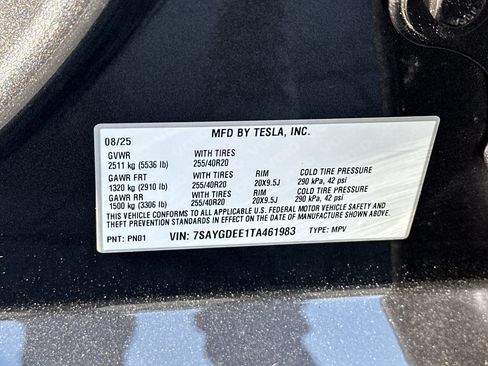 MFD BY TESLA, INC.
08/25
GVWR WITH TIRES
2511 kg (5536 lb) 255/40R20
GAWR FRT WITH TIRES RIM COLD TIRE PRESSURE
1320 kg (2910 lb) 255/40R20 20X9.5J 290 kPa, 42 psi
GAWR RR WITH TIRES RIM COLD TIRE PRESSURE
1500 kg (3306 lb) 255/40R20 20X9.5J 290 kPa, 42 psi
THIS VEHICLE CONFORMS TO ALL APPLICABLE U.S. FEDERAL MOTOR VEHICLE SAFETY AND
THEFT PREVENTION STANDARDS IN EFFECT ON THE DATE OF MANUFACTURE SHOWN ABOVE.
PNT: PN01 VIN: 7SAYGDEE1TA461983 TYPE: MPV